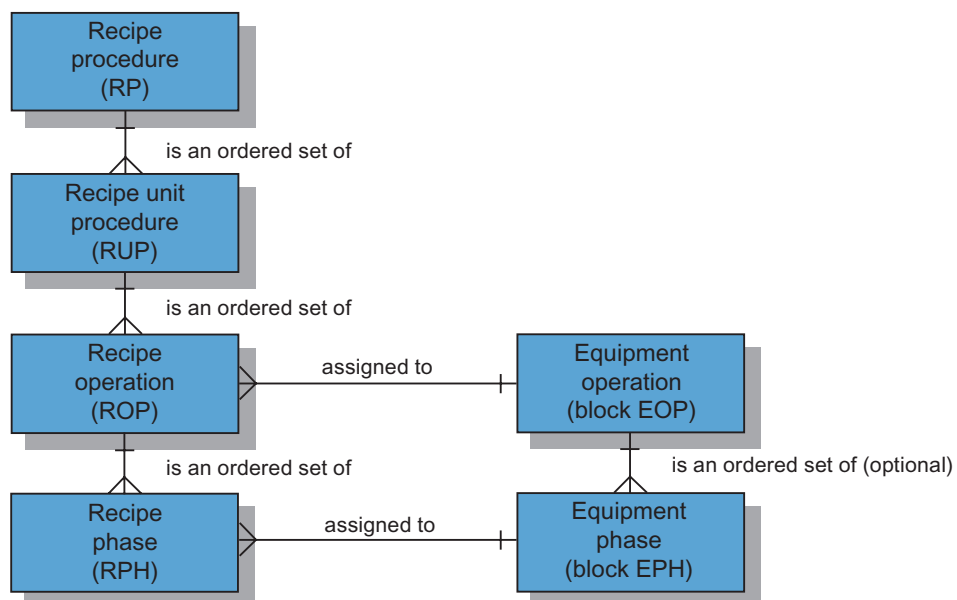 Recipe
procedure
(RP)
is an ordered set of
Recipe unit
procedure
(RUP)
is an ordered set of
Recipe
operation
(ROP)
assigned to
Equipment
operation
(block EOP)
is an ordered set of
is an ordered set of (optional)
Recipe
phase
(RPH)
assigned to
Equipment
phase
(block EPH)